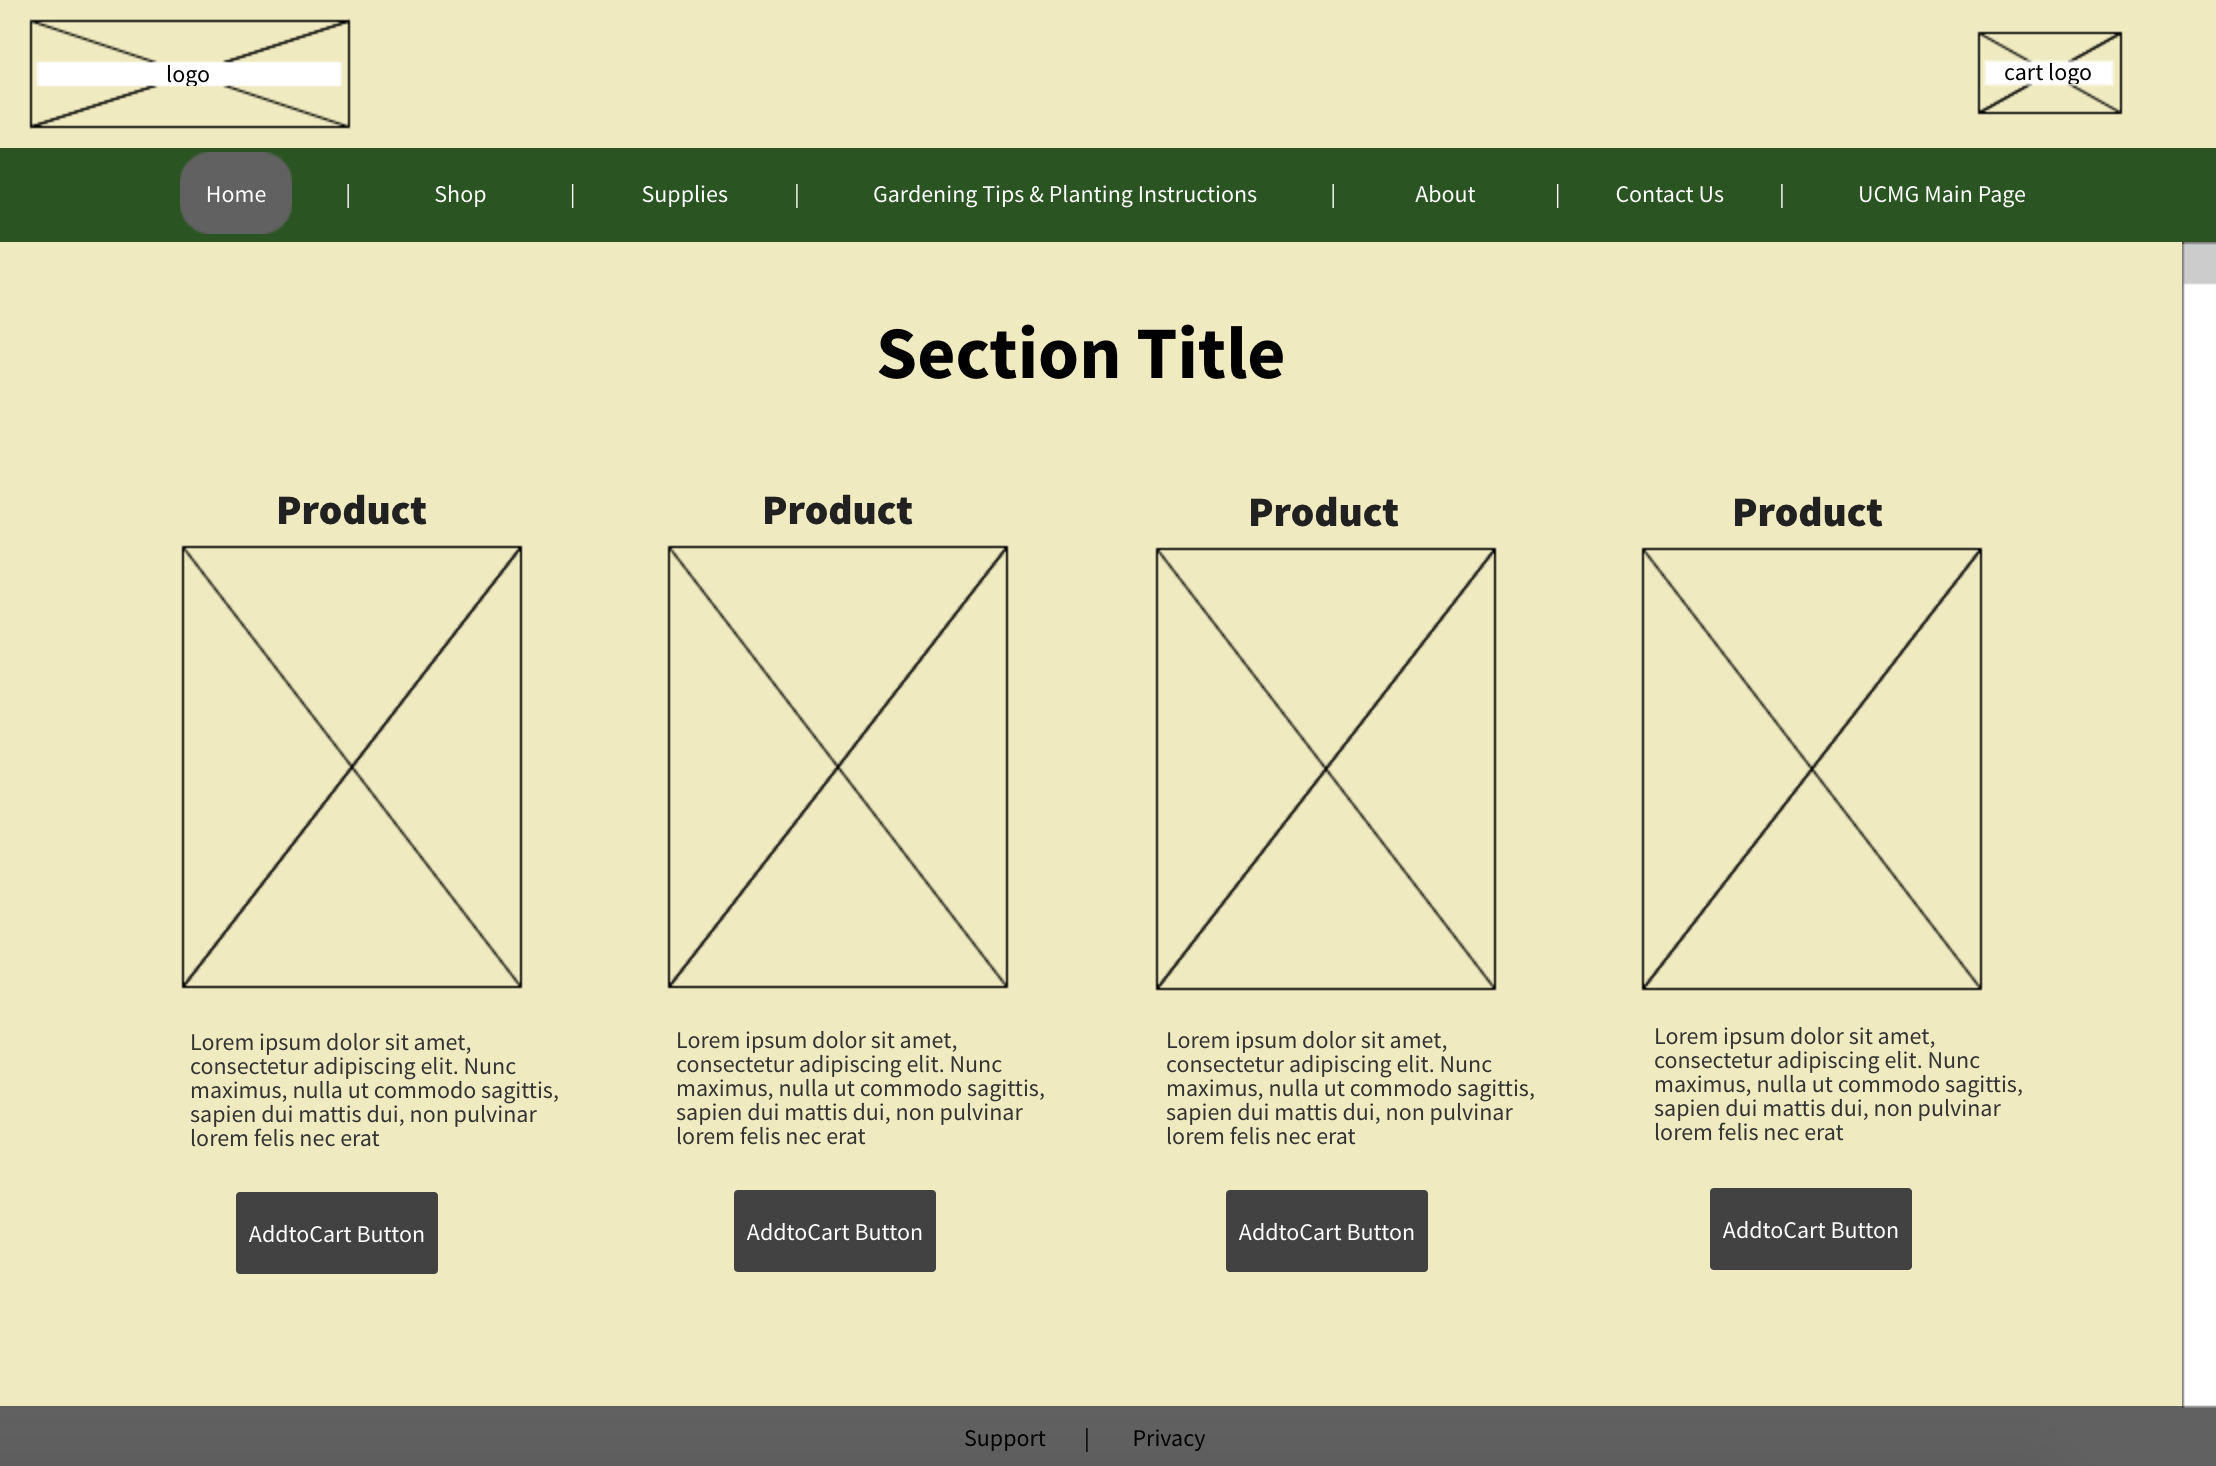 logo
cart logo
Home | Shop | Supplies | Gardening Tips & Planting Instructions | About | Contact Us | UCMG Main Page
Section Title
Product
Product
Product
Product
Lorem ipsum dolor sit amet,
consectetur adipiscing elit. Nunc
maximus, nulla ut commodo sagittis,
sapien dui mattis dui, non pulvinar
lorem felis nec erat
Lorem ipsum dolor sit amet,
consectetur adipiscing elit. Nunc
maximus, nulla ut commodo sagittis,
sapien dui mattis dui, non pulvinar
lorem felis nec erat
Lorem ipsum dolor sit amet,
consectetur adipiscing elit. Nunc
maximus, nulla ut commodo sagittis,
sapien dui mattis dui, non pulvinar
lorem felis nec erat
Lorem ipsum dolor sit amet,
consectetur adipiscing elit. Nunc
maximus, nulla ut commodo sagittis,
sapien dui mattis dui, non pulvinar
lorem felis nec erat
AddtoCart Button
AddtoCart Button
AddtoCart Button
AddtoCart Button
Support | Privacy